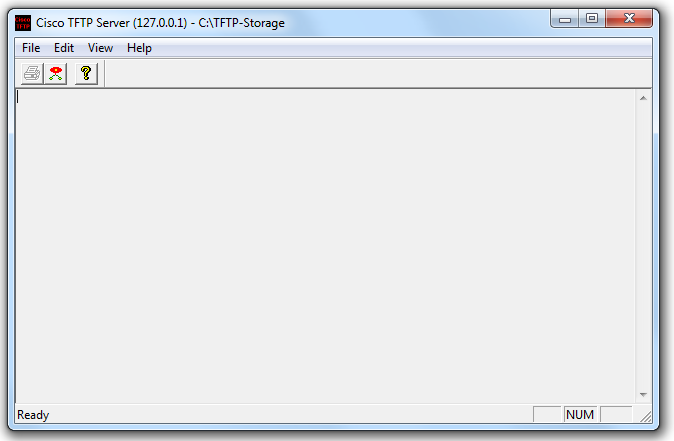 Cisco TFTP Server (127.0.0.1) - C:\TFTP-Storage
File Edit View Help
Ready NUM